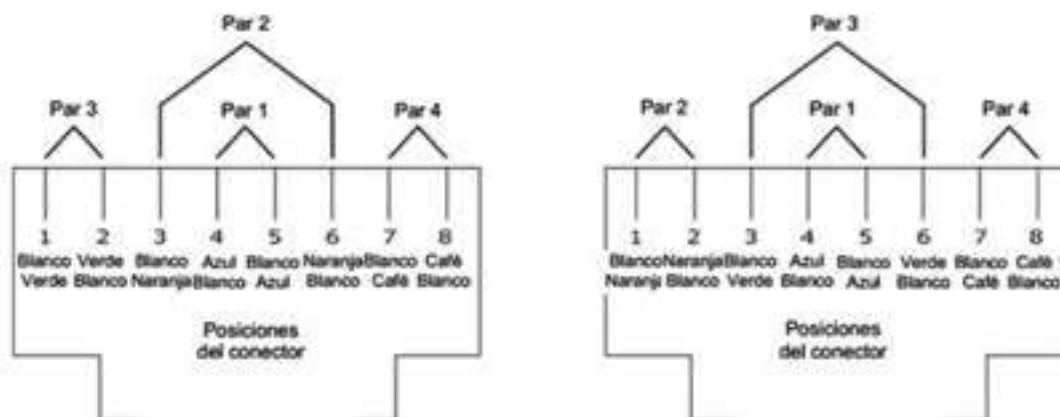 Par 2
Par 3
Par 1
Par 4
1 2 3 4 5 6 7 8
Blanco Verde Blanco Azul Blanco Naranja Blanco Café
Verde Blanco Naranja Blanco Azul Blanco Café Blanco
Posiciones
del conector
Par 3
Par 2
Par 1
Par 4
1 2 3 4 5 6 7 8
Blanco Naranja Blanco Azul Blanco Verde Blanco Café
Naranj Blanco Verde Blanco Azul Blanco Café Blanco
Posiciones
del conector